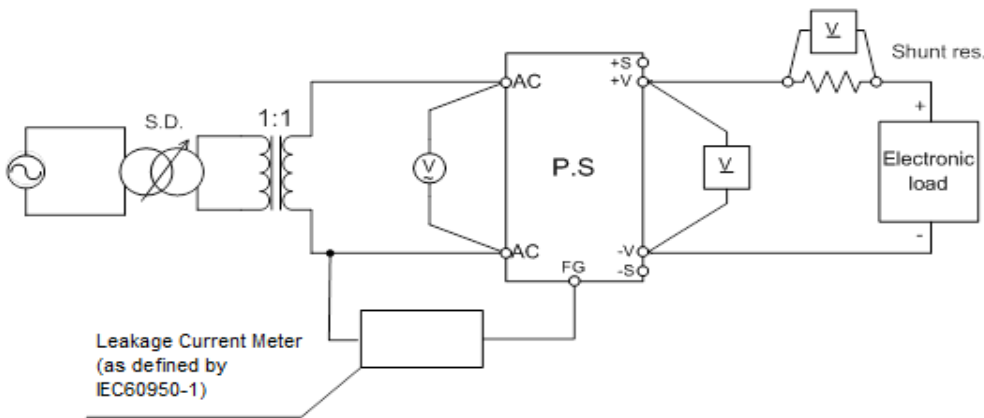 S.D.
1:1
AC
AC
V
~
P.S
+S
+V
-V
-S
FG
V
V
Shunt res.
+
Electronic
load
-
Leakage Current Meter
(as defined by
IEC60950-1)